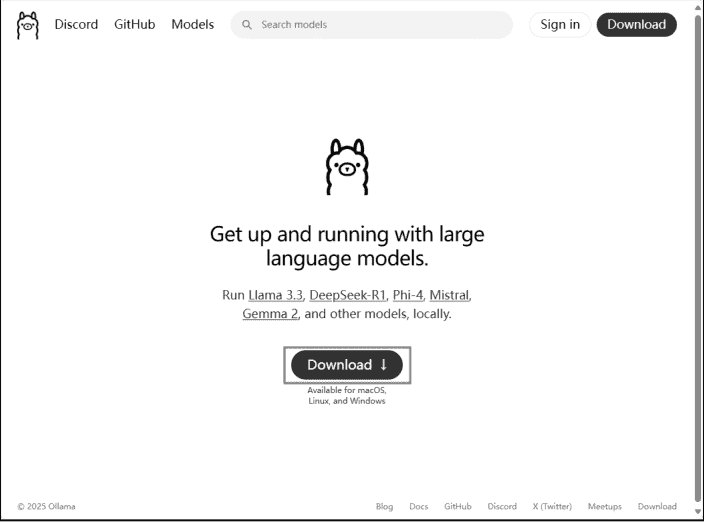 Discord GitHub Models Search models Sign in Download
Get up and running with large
language models.
Run Llama 3.3, DeepSeek-R1, Phi-4, Mistral,
Gemma 2, and other models, locally.
Download ↓
Available for macOS,
Linux, and Windows
© 2025 Ollama Blog Docs GitHub Discord X (Twitter) Meetups Download